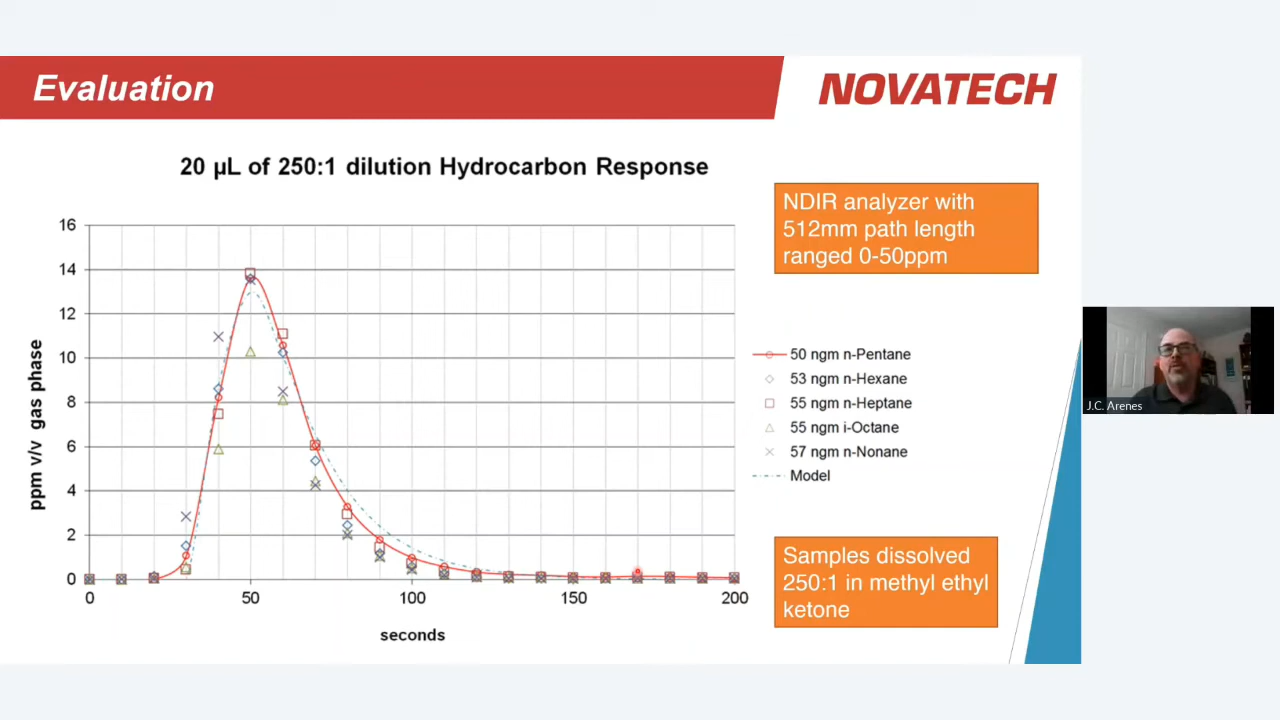 Evaluation
NOVATECH
20 µL of 250:1 dilution Hydrocarbon Response
NDIR analyzer with
512mm path length
ranged 0-50ppm
16
14
12
10
8
6
4
2
0
ppm v/v gas phase
0
50
100
150
200
seconds
50 ngm n-Pentane
53 ngm n-Hexane
55 ngm n-Heptane
55 ngm i-Octane
57 ngm n-Nonane
Model
Samples dissolved
250:1 in methyl ethyl
ketone
J.C. Arenes